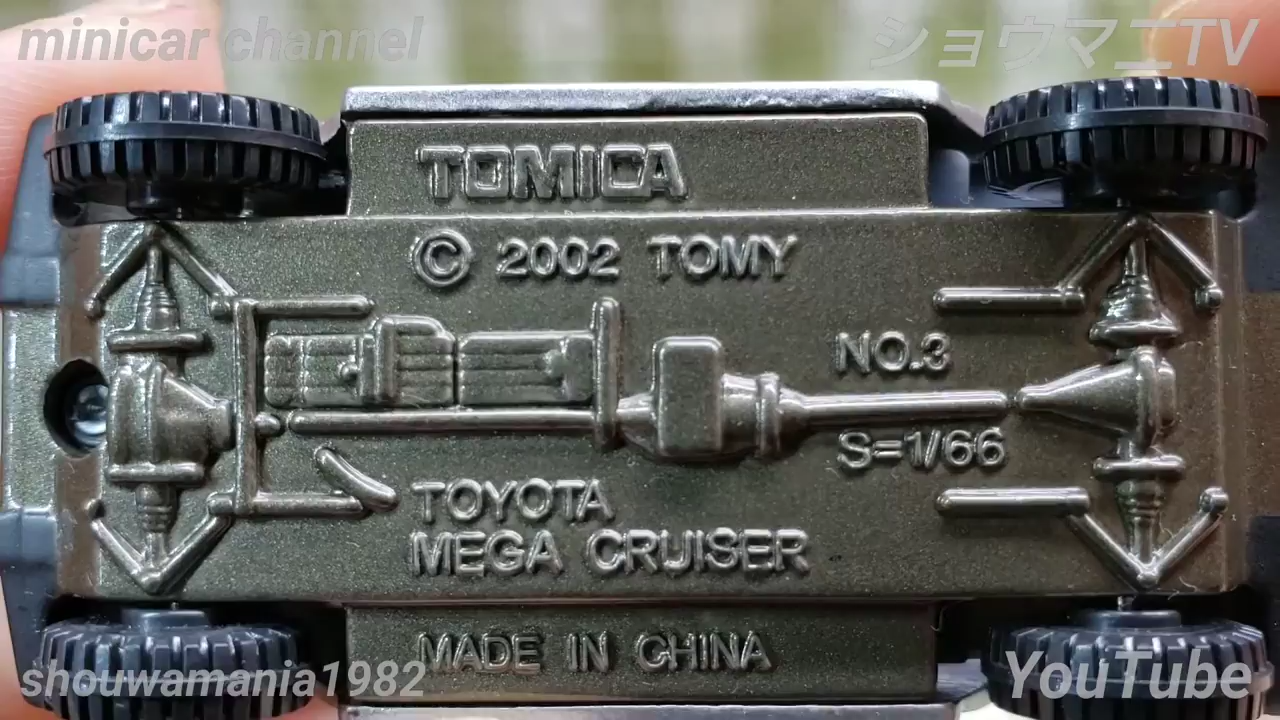 minicar channel
ショウマニTV
TOMICA
© 2002 TOMY
NO.3
S=1/66
TOYOTA
MEGA CRUISER
MADE IN CHINA
shouwamania1982
YouTube